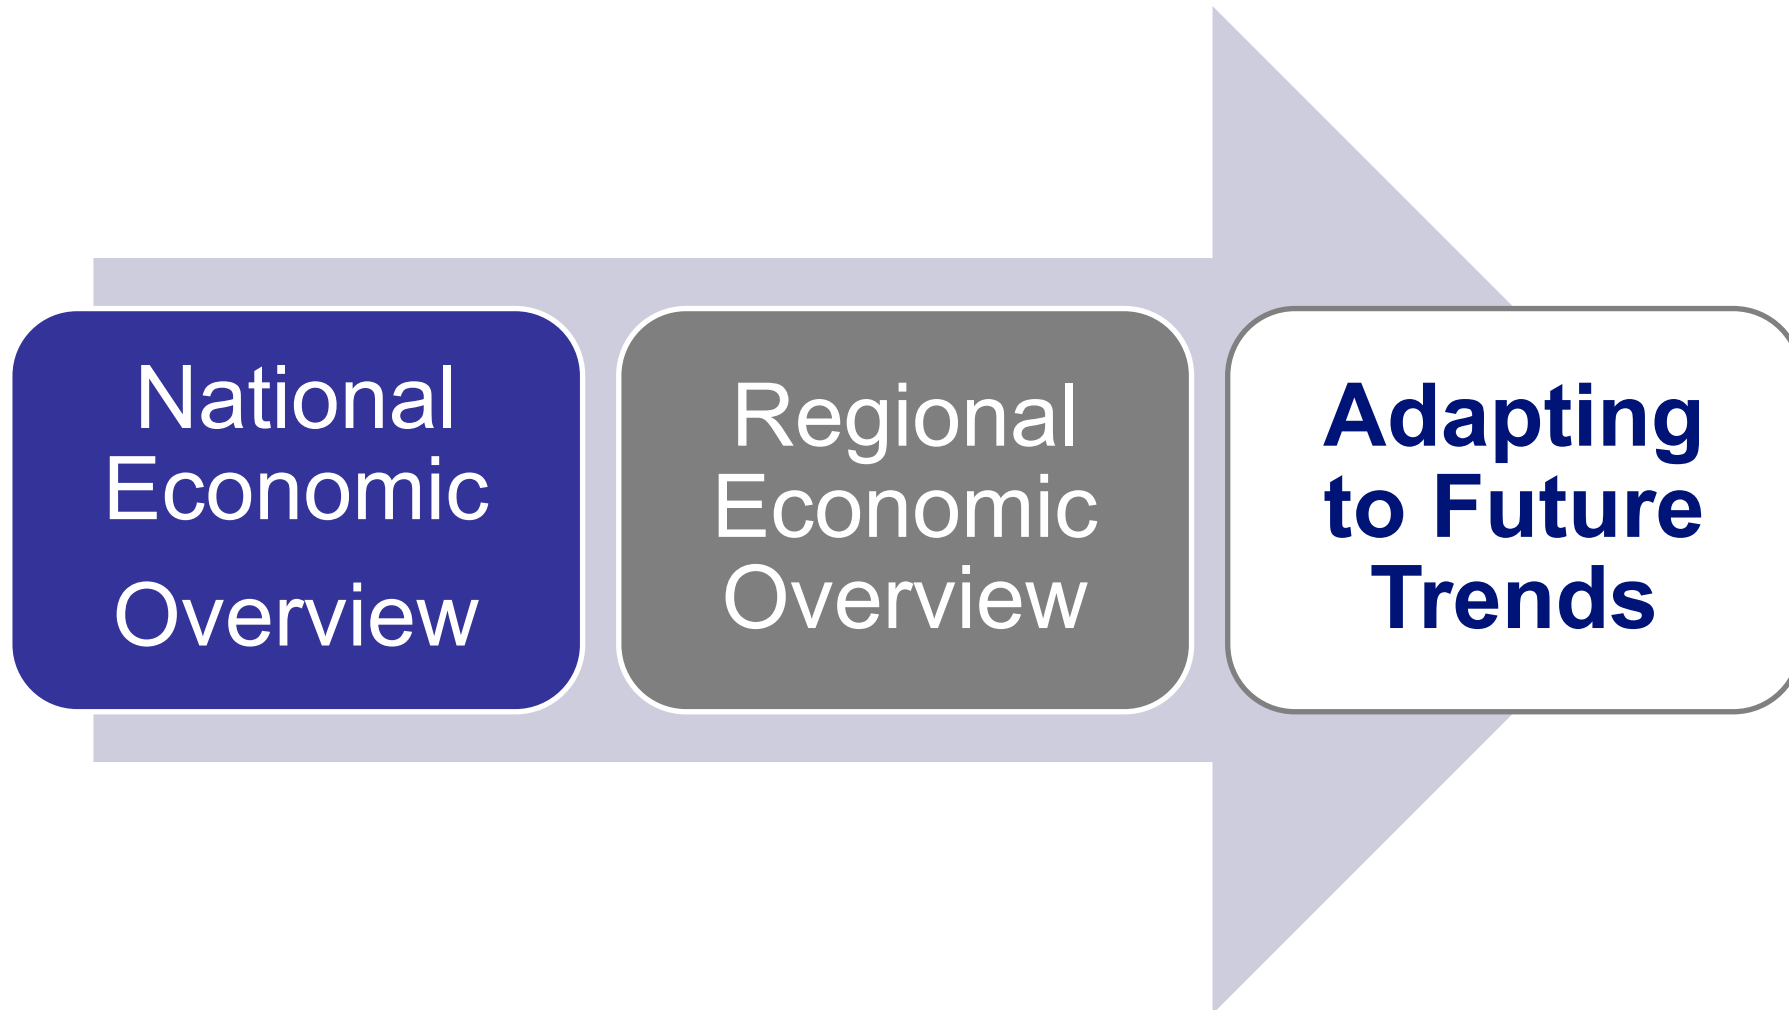 National
Economic
Overview
Regional
Economic
Overview
Adapting
to Future
Trends